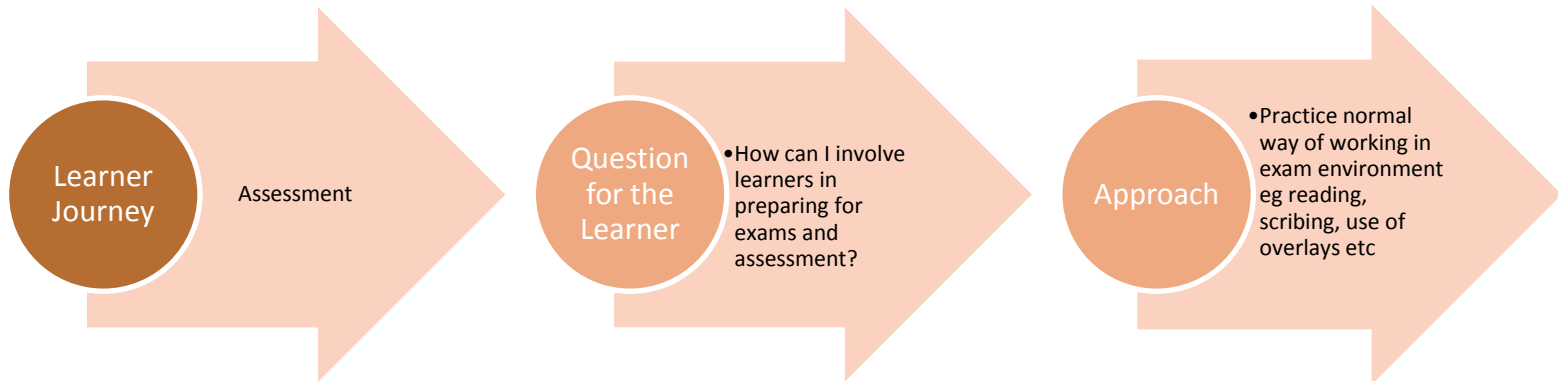 Learner
Journey
Assessment
Question
for the
Learner
•How can I involve
learners in
preparing for
exams and
assessment?
Approach
•Practice normal
way of working in
exam environment
eg reading,
scribing, use of
overlays etc